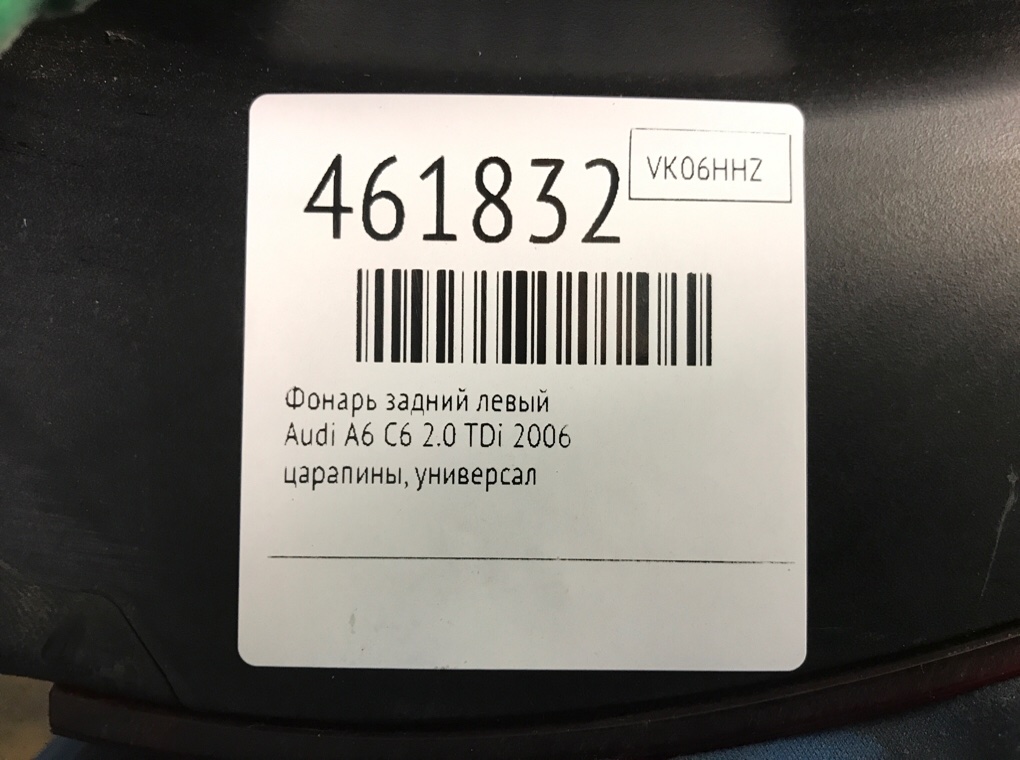 461832
VK06HHZ
Фонарь задний левый
Audi A6 C6 2.0 TDi 2006
царапины, универсал